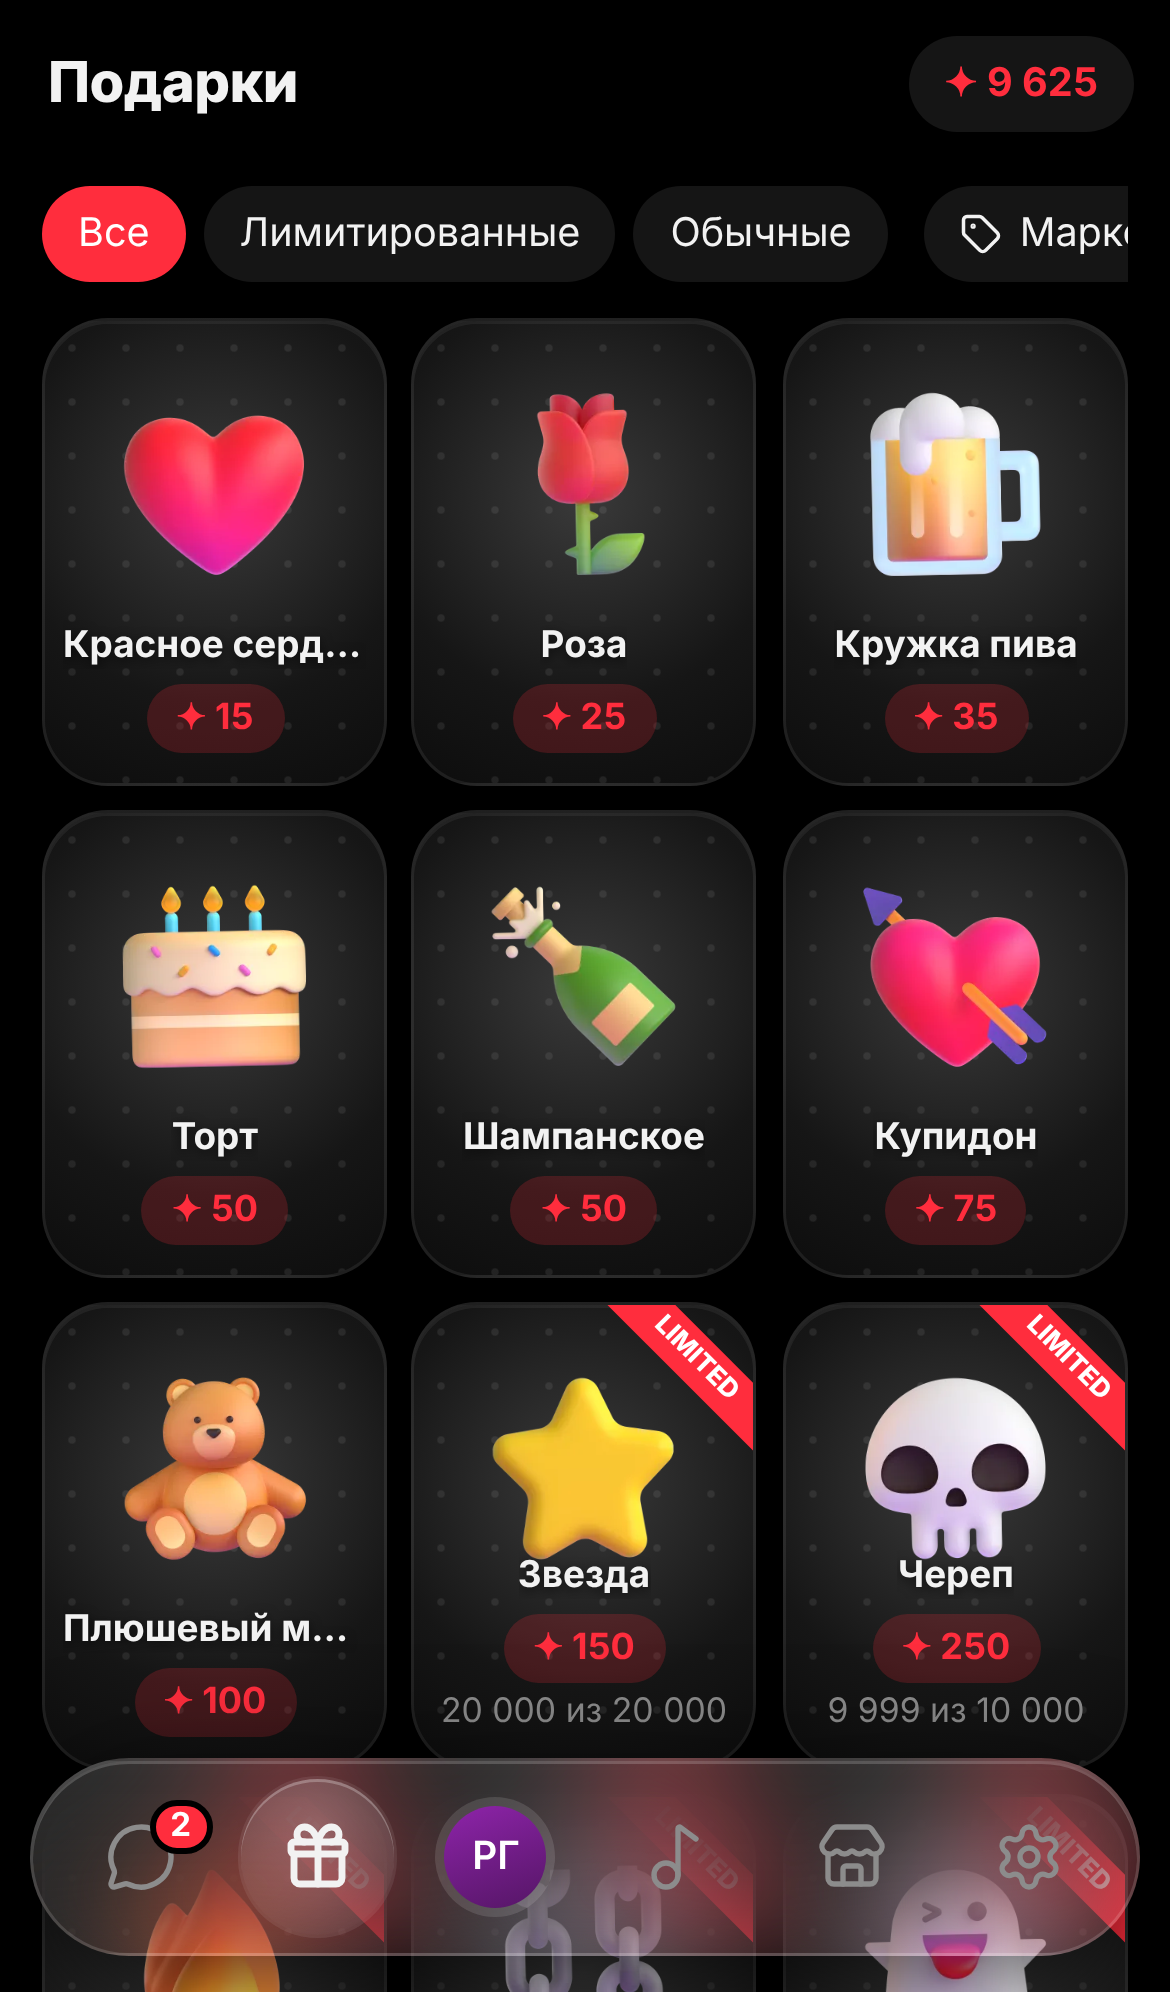 Подарки
9 625
Все
Лимитированные
Обычные
Красное серд...
Роза
Кружка пива
15
25
35
Торт
Шампанское
Купидон
50
50
75
LIMITED
LIMITED
Звезда
Череп
Плюшевый м...
150
250
100
20 000 из 20 000
9 999 из 10 000
2
РГ